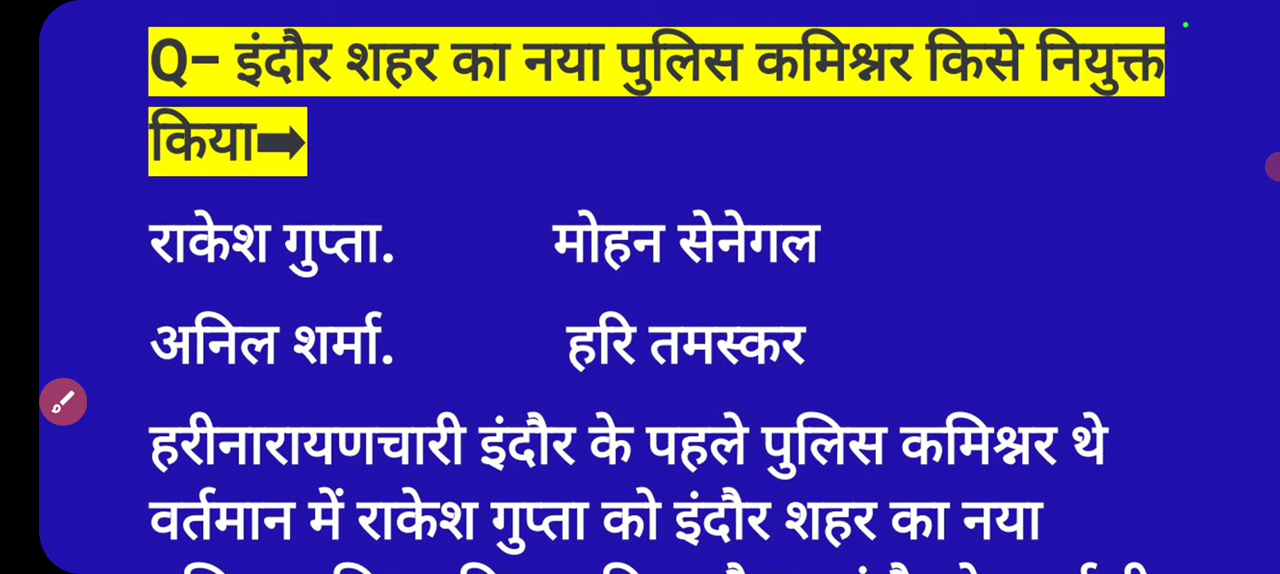 Q– इंदौर शहर का नया पुलिस कमिश्नर किसे नियुक्त
किया➡
राकेश गुप्ता. मोहन सेनेगल
अनिल शर्मा. हरि तमस्कर
हरीनारायणचारी इंदौर के पहले पुलिस कमिश्नर थे
वर्तमान में राकेश गुप्ता को इंदौर शहर का नया